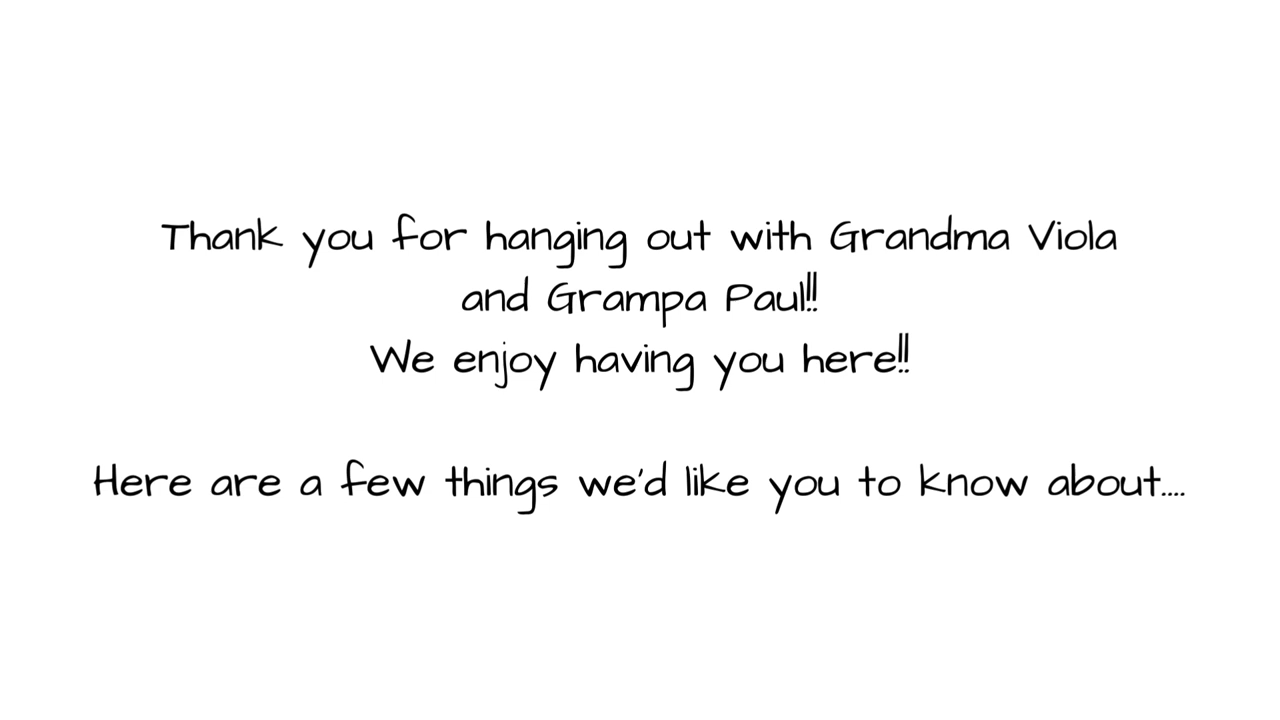 Thank you for hanging out with Grandma Viola
and Grampa Paul!!
We enjoy having you here!!
Here are a few things we'd like you to know about....